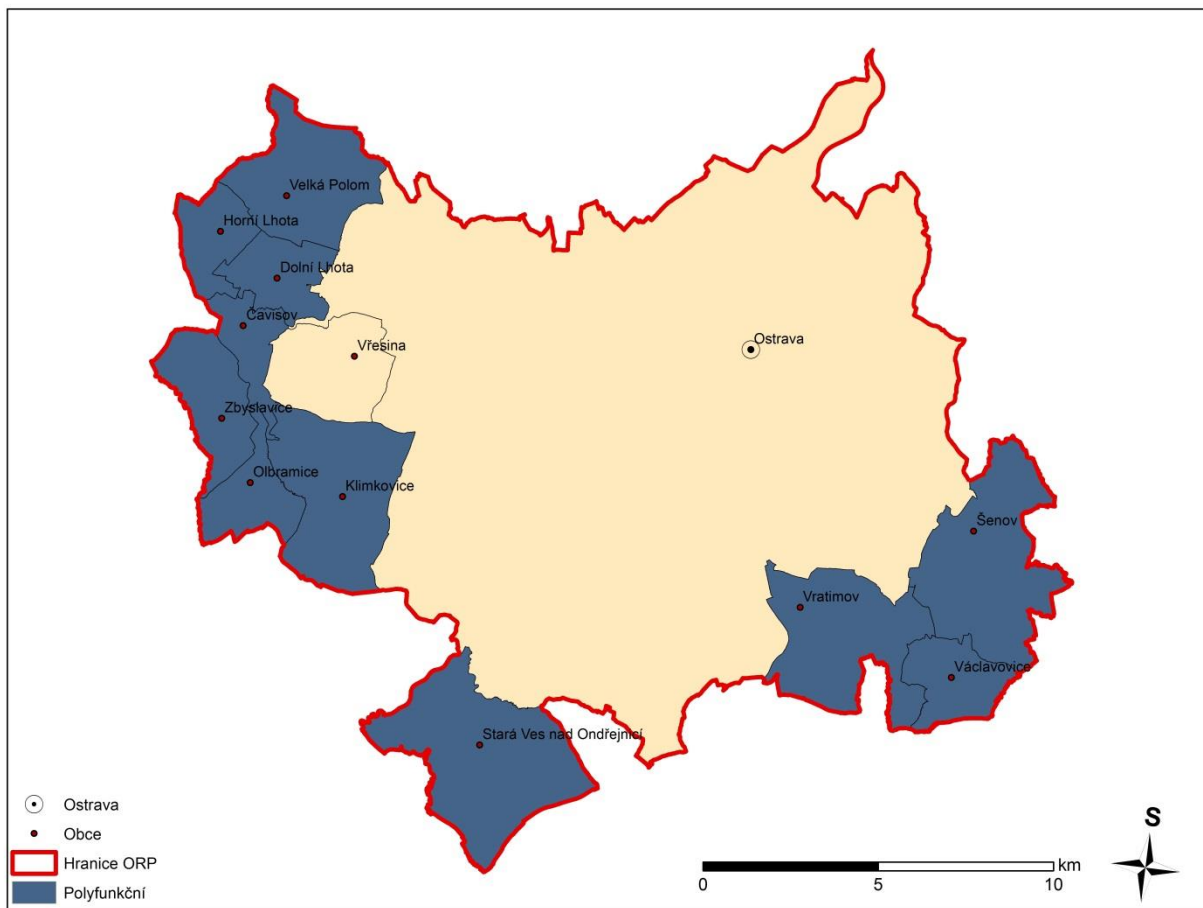 Velká Polom
Horní Lhota
Dolní Lhota
Čavisov
Vřesina
Ostrava
Zbyslavice
Olbramice
Klimkovice
Šenov
Vratimov
Václavovice
Stará Ves nad Ondřejnicí
Ostrava
Obce
Hranice ORP
Polyfunkční
S
km
0 5 10